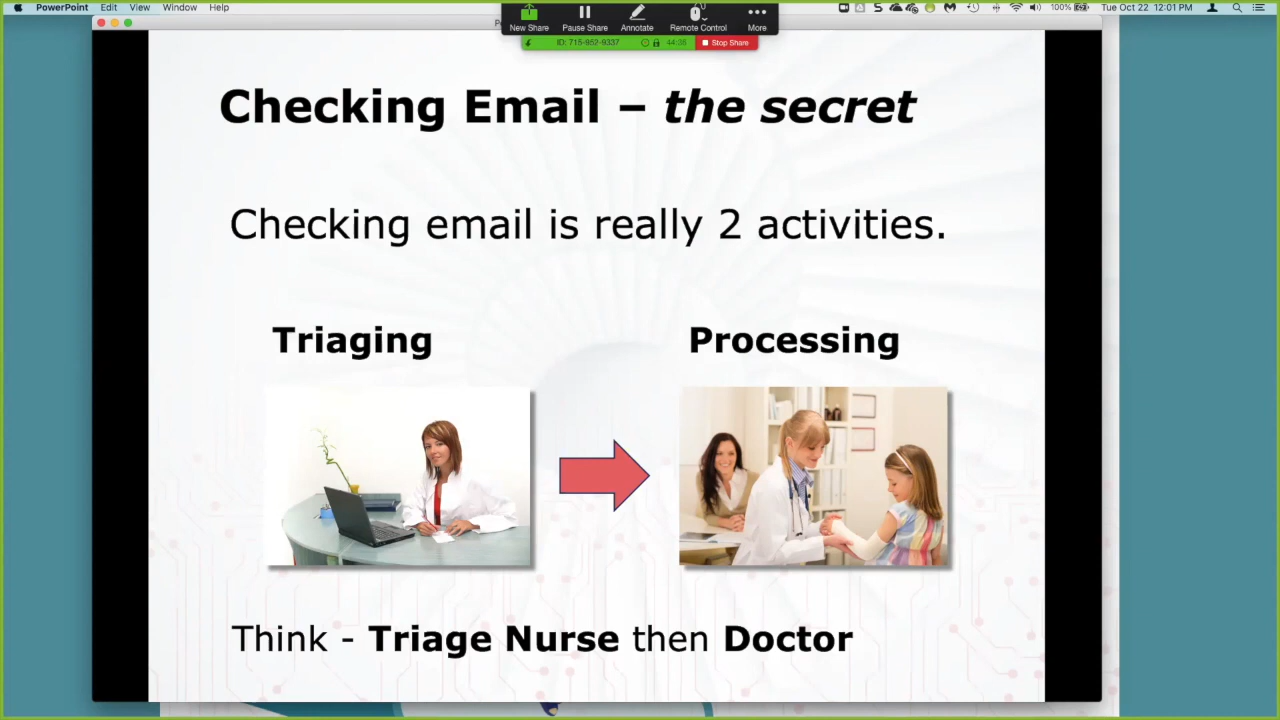 PowerPoint Edit View Window Help
100% Tue Oct 22 12:01 PM
New Share Pause Share Annotate Remote Control More
ID: 715-952-9337 44:38 Stop Share
Checking Email – the secret
Checking email is really 2 activities.
Triaging Processing
Think - Triage Nurse then Doctor